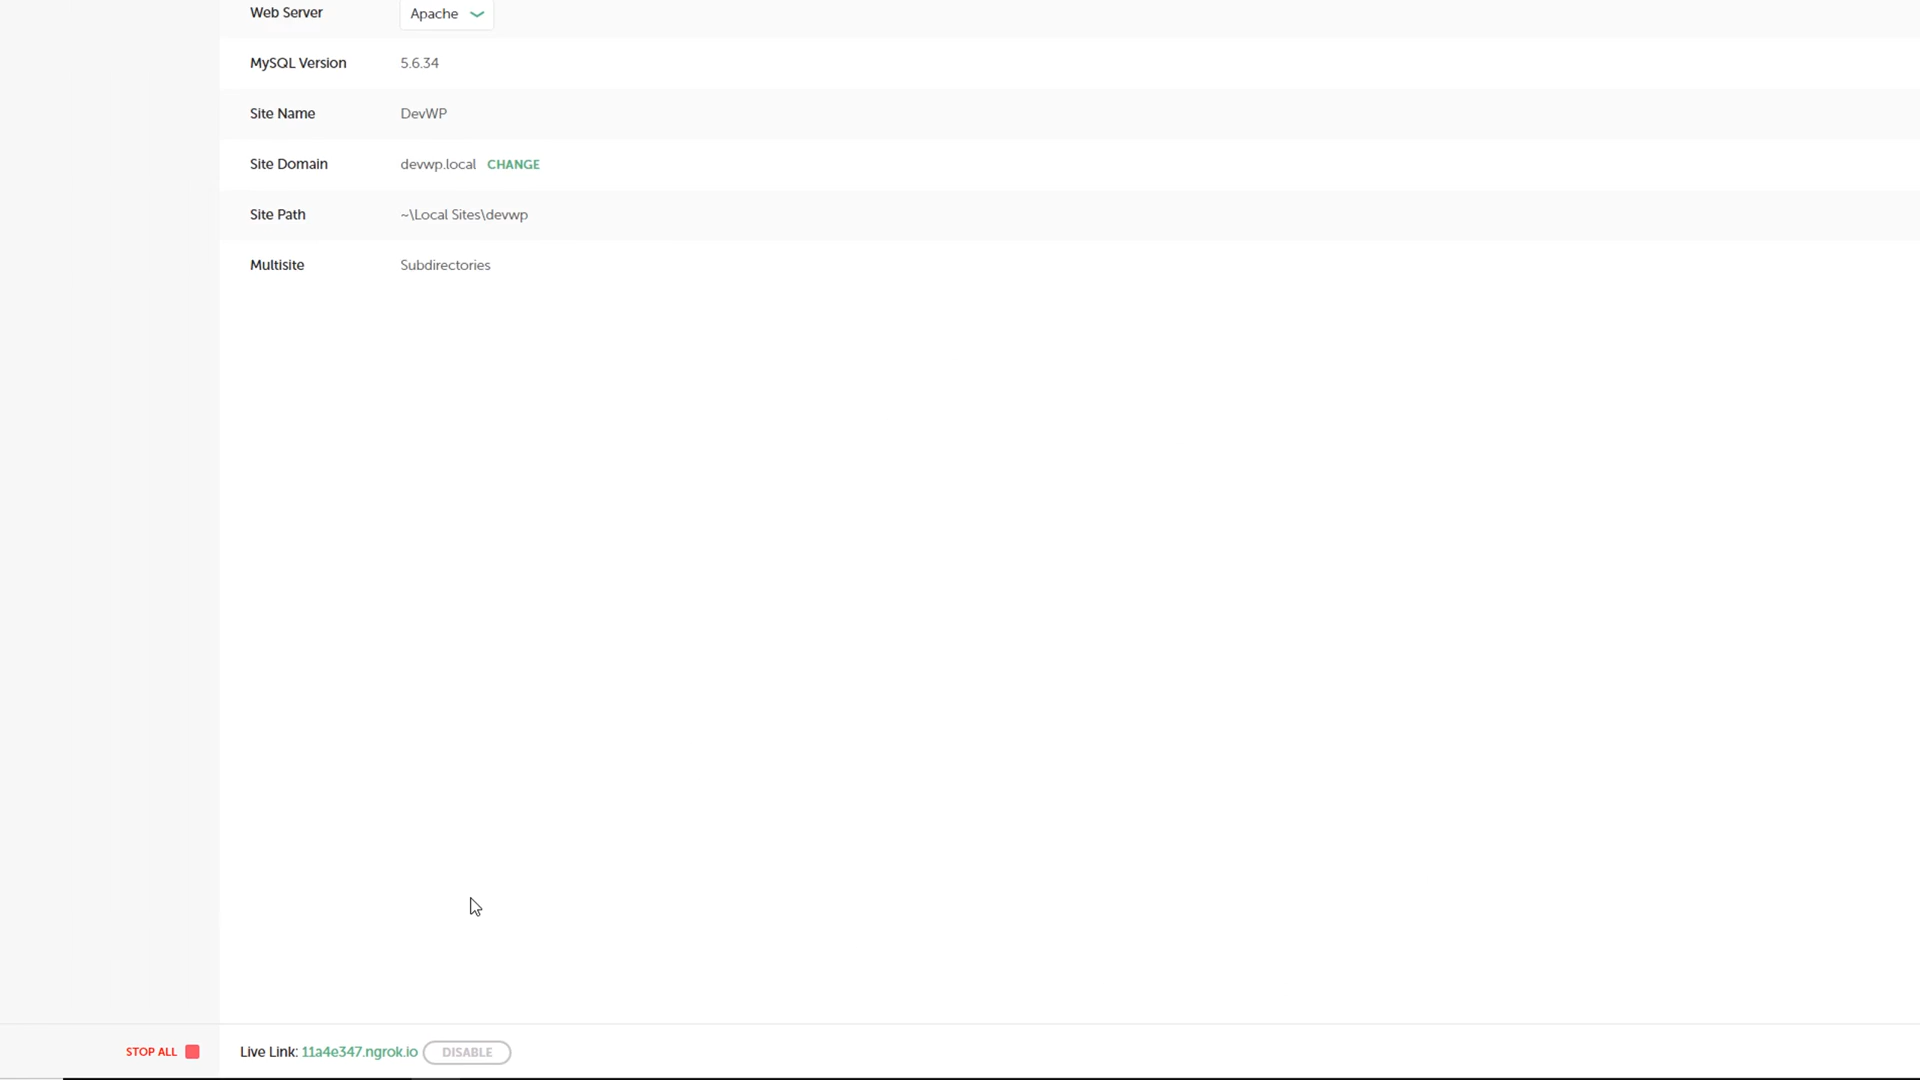 Web Server Apache
MySQL Version 5.6.34
Site Name DevWP
Site Domain devwp.local CHANGE
Site Path ~\Local Sites\devwp
Multisite Subdirectories
STOP ALL Live Link: 11a4e347.ngrok.io DISABLE